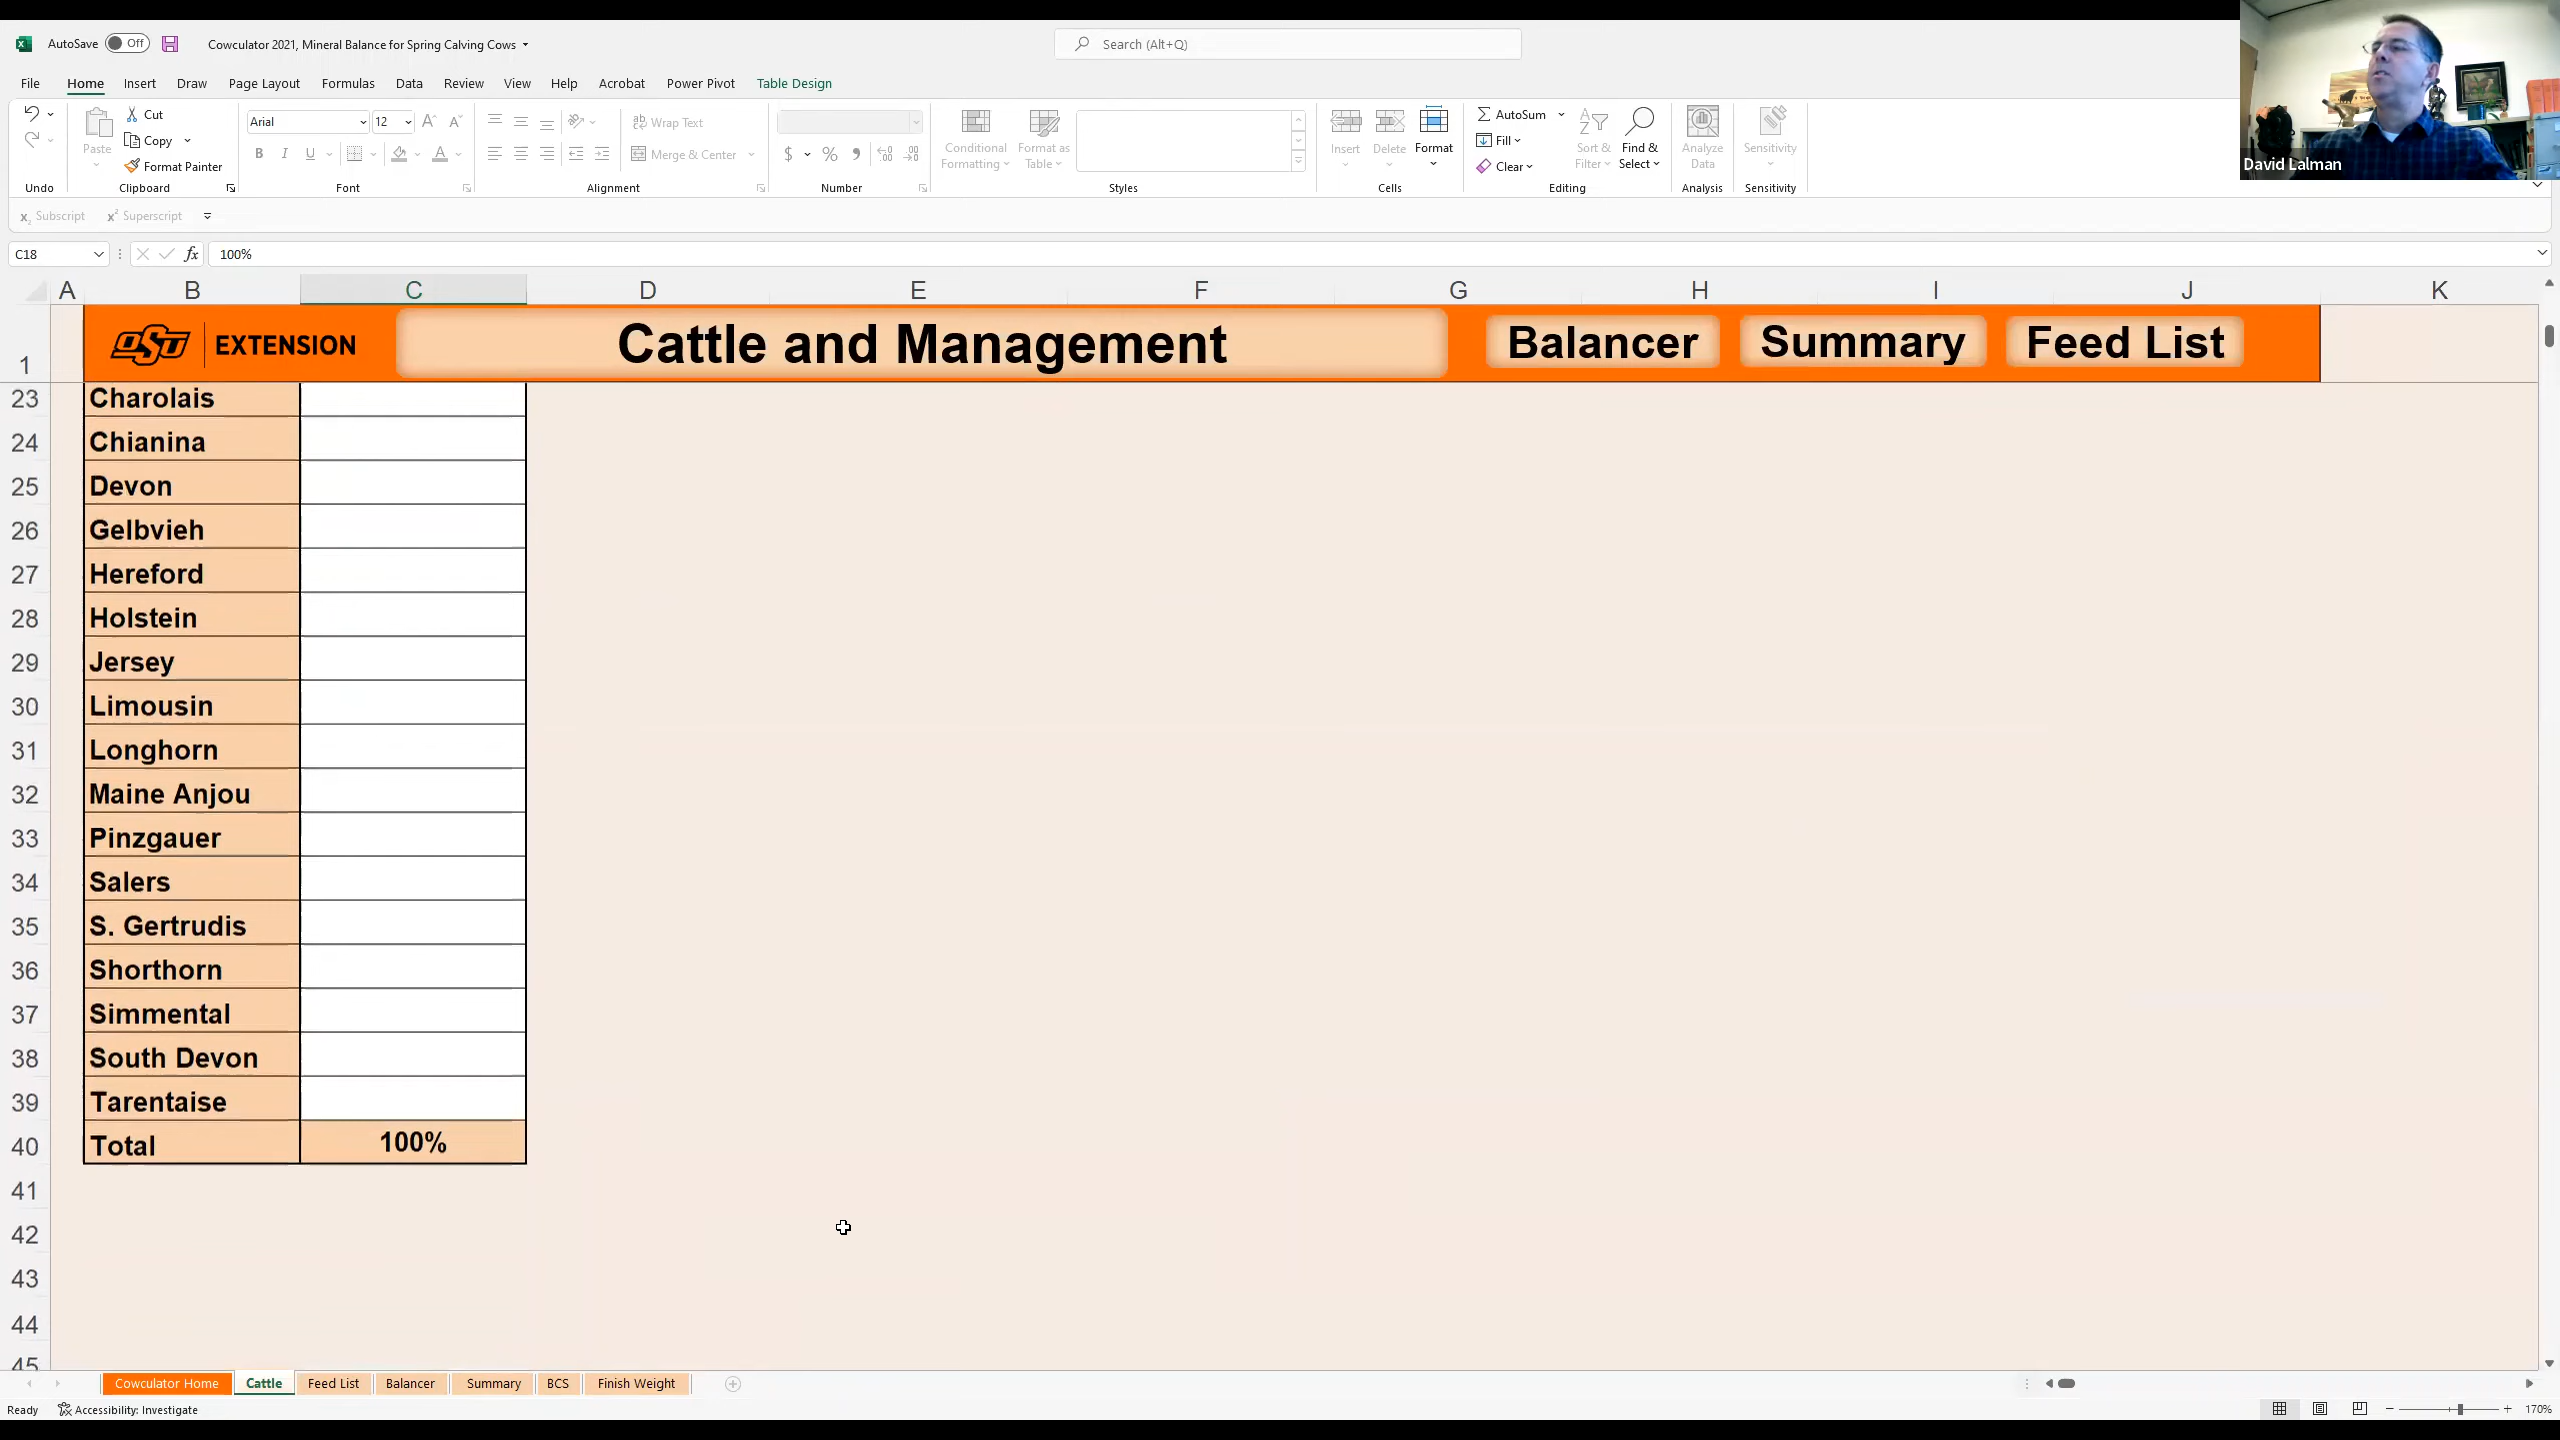 AutoSave Off Cowculator 2021, Mineral Balance for Spring Calving Cows Search (Alt+Q)
File Home Insert Draw Page Layout Formulas Data Review View Help Acrobat Power Pivot Table Design
Cut
Copy
Format Painter
Paste
Undo Clipboard
Arial 12
B I U
Font
Wrap Text
Merge & Center
Alignment
$ %
Number
Conditional Formatting
Format as Table
Styles
Insert Delete Format
Cells
AutoSum
Fill
Clear
Sort & Filter
Find & Select
Editing
Analyze Data
Analysis
Sensitivity
Sensitivity
David Lalman
Subscript Superscript
C18 fx 100%
A B C D E F G H I J K
1 OSU EXTENSION Cattle and Management Balancer Summary Feed List
23 Charolais
24 Chianina
25 Devon
26 Gelbvieh
27 Hereford
28 Holstein
29 Jersey
30 Limousin
31 Longhorn
32 Maine Anjou
33 Pinzgauer
34 Salers
35 S. Gertrudis
36 Shorthorn
37 Simmental
38 South Devon
39 Tarentaise
40 Total 100%
41
42
43
44
45
Cowculator Home Cattle Feed List Balancer Summary BCS Finish Weight
Ready Accessibility: Investigate 170%